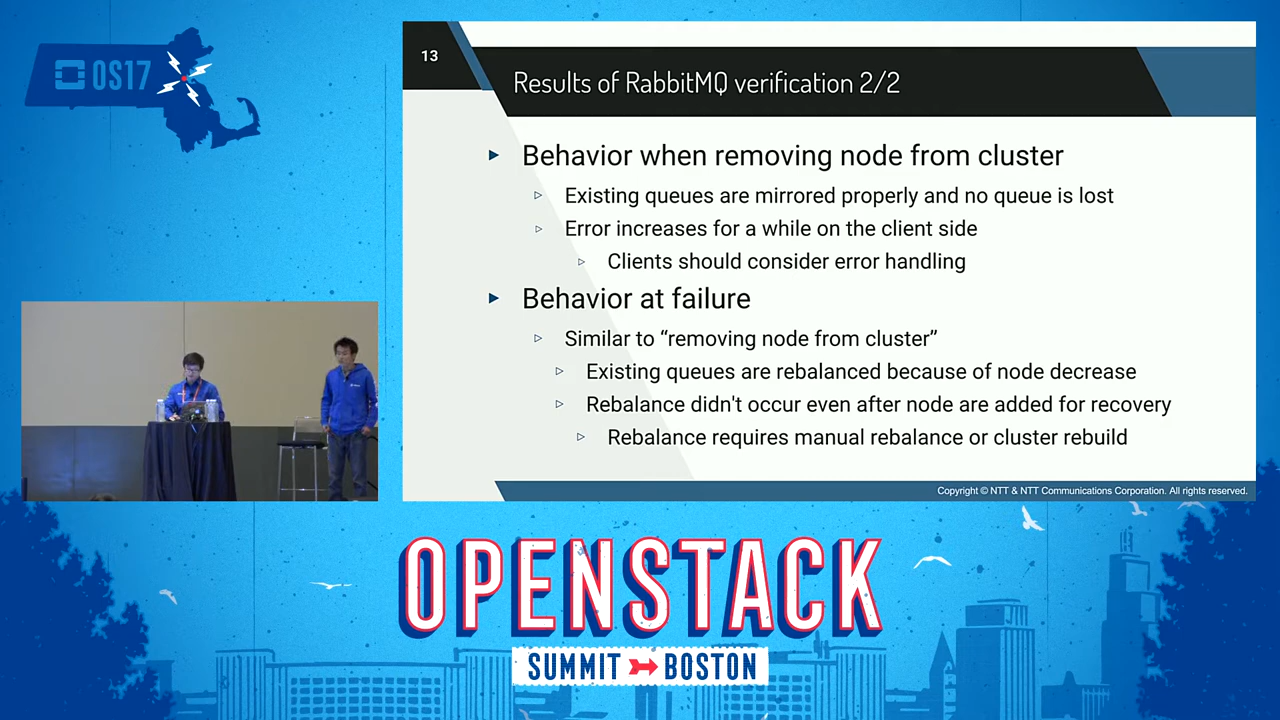 OS17
13
Results of RabbitMQ verification 2/2
Behavior when removing node from cluster
Existing queues are mirrored properly and no queue is lost
Error increases for a while on the client side
Clients should consider error handling
Behavior at failure
Similar to “removing node from cluster”
Existing queues are rebalanced because of node decrease
Rebalance didn't occur even after node are added for recovery
Rebalance requires manual rebalance or cluster rebuild
Copyright © NTT & NTT Communications Corporation. All rights reserved.
OPENSTACK
SUMMIT BOSTON